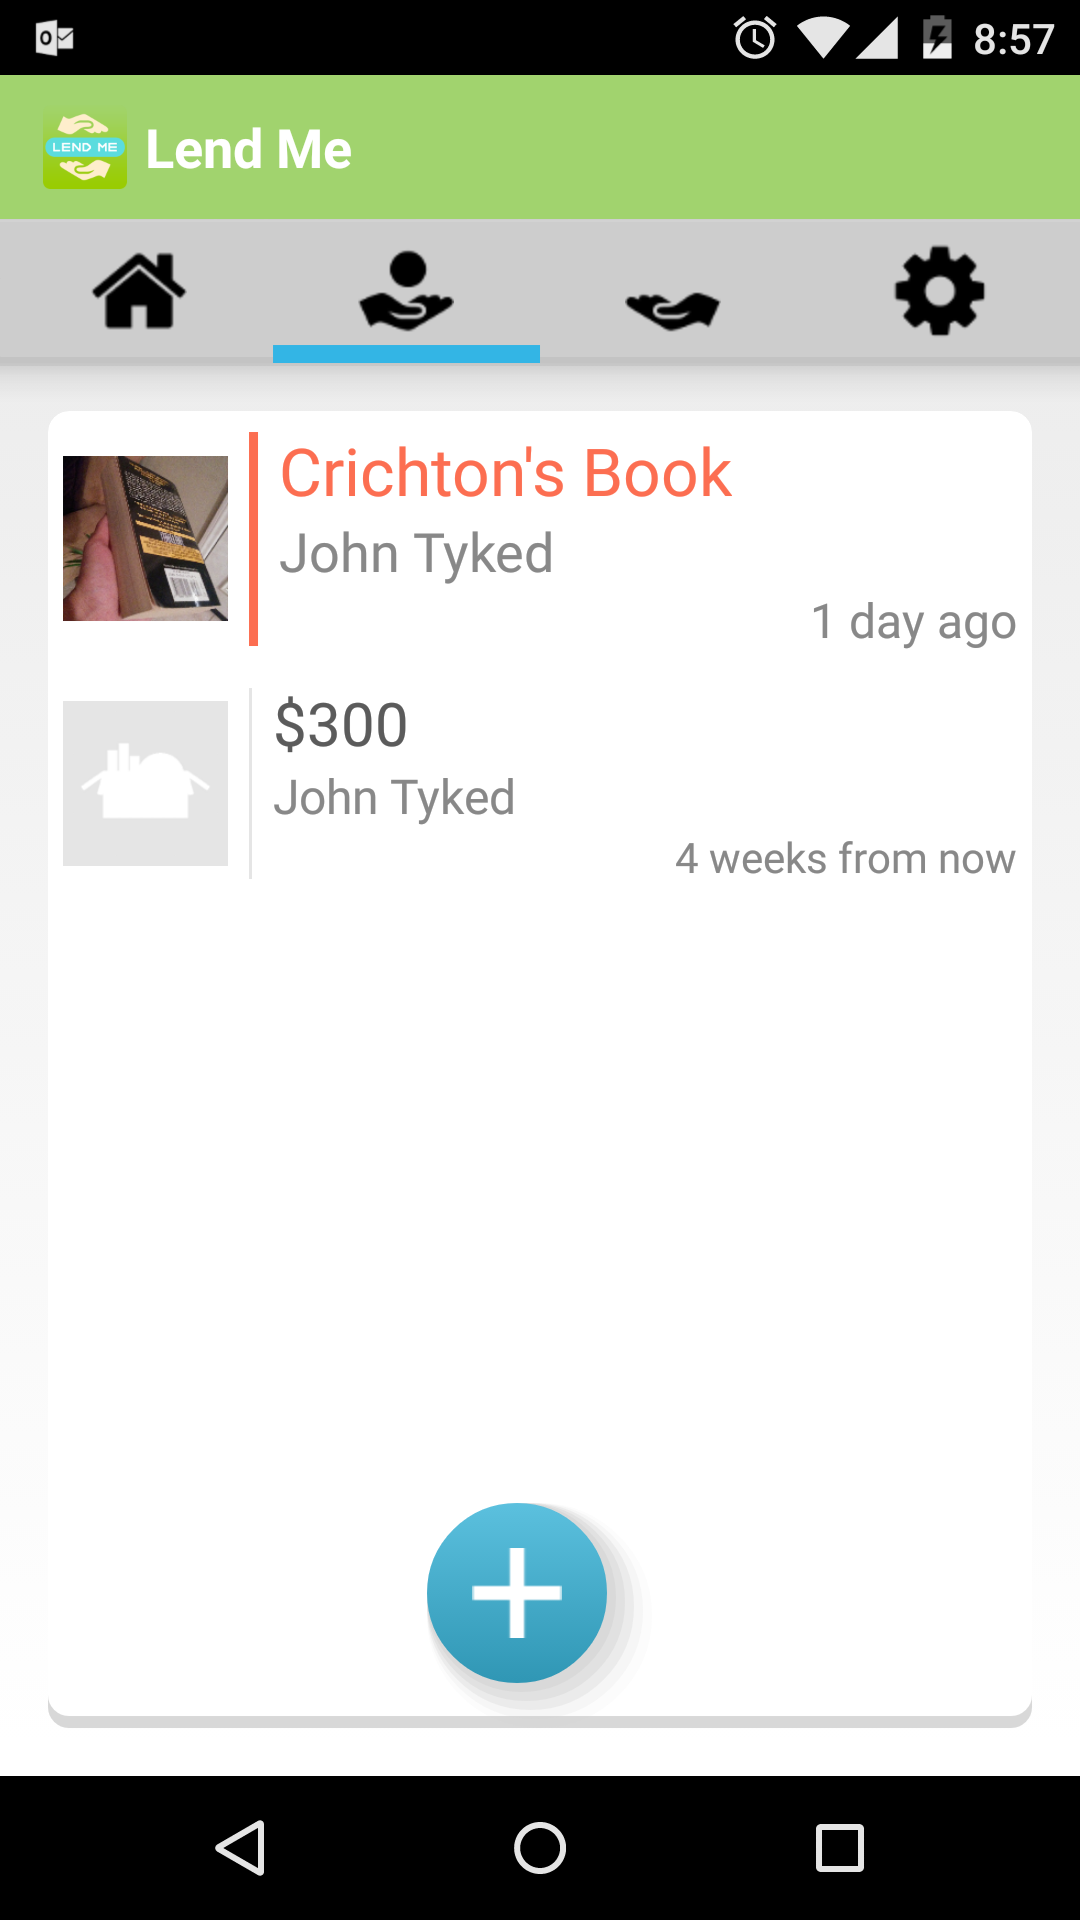 8:57
LEND ME
Lend Me
Crichton's Book
John Tyked
1 day ago
$300
John Tyked
4 weeks from now